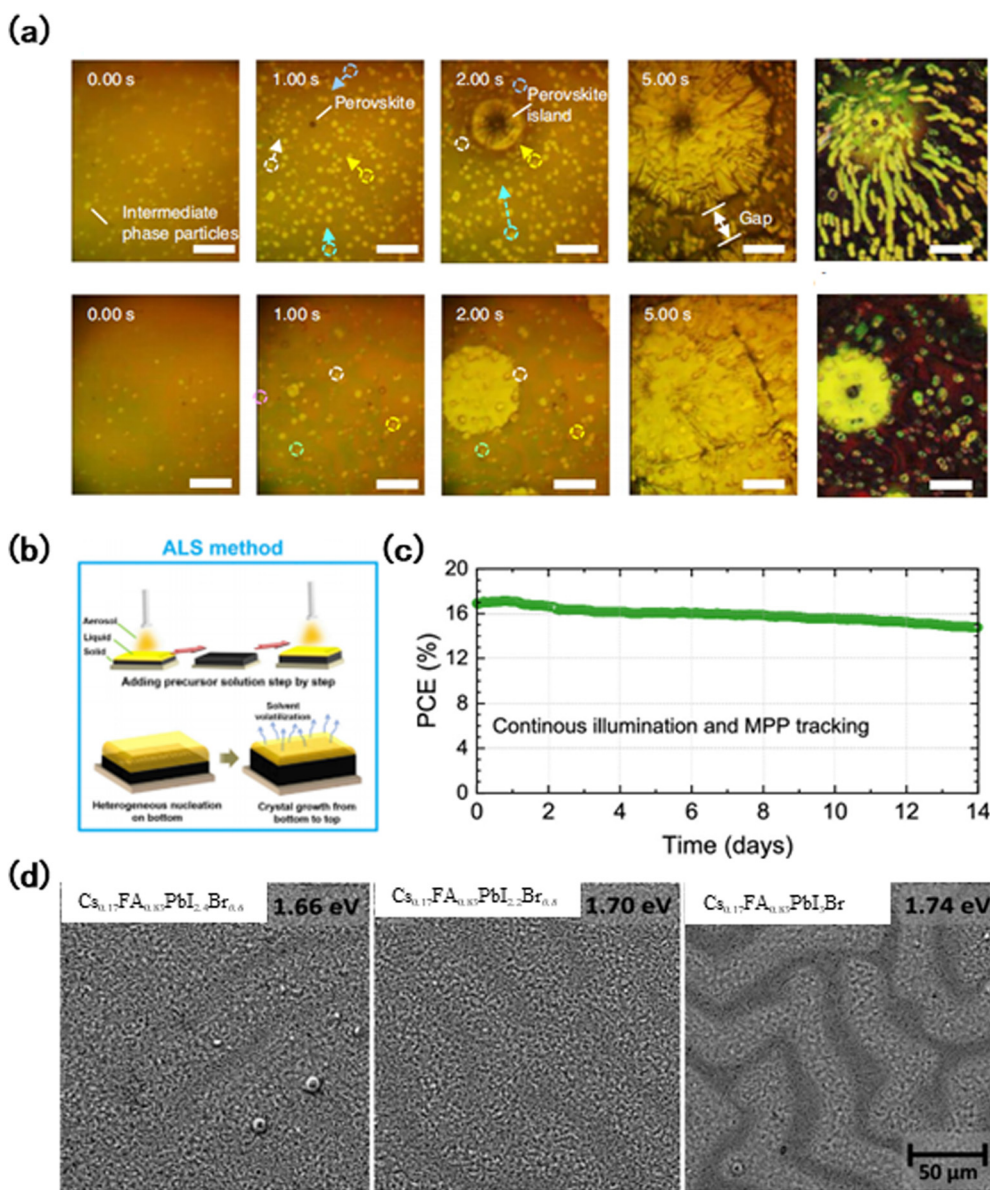 (a)
0.00 s
1.00 s
2.00 s
5.00 s
Perovskite
Perovskite
island
Intermediate
phase particles
Gap
0.00 s
1.00 s
2.00 s
5.00 s
(b)
ALS method
Aerosol
Liquid
Solid
Adding precursor solution step by step
Solvent
volatilization
Heterogeneous nucleation
on bottom
Crystal growth from
bottom to top
(c)
PCE (%)
20
16
12
8
4
0
Continous illumination and MPP tracking
0 2 4 6 8 10 12 14
Time (days)
(d)
Cs0.17FA0.83PbI2.4Br0.6
1.66 eV
Cs0.17FA0.83PbI2.2Br0.8
1.70 eV
Cs0.17FA0.83PbI3Br
1.74 eV
50 µm